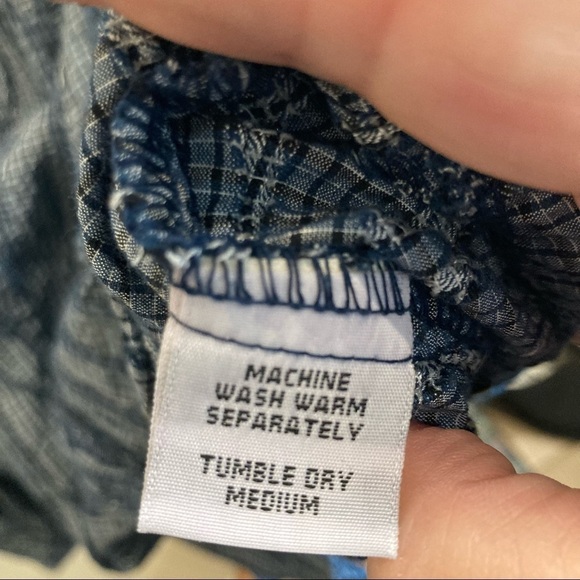 MACHINE
WASH WARM
SEPARATELY
TUMBLE DRY
MEDIUM